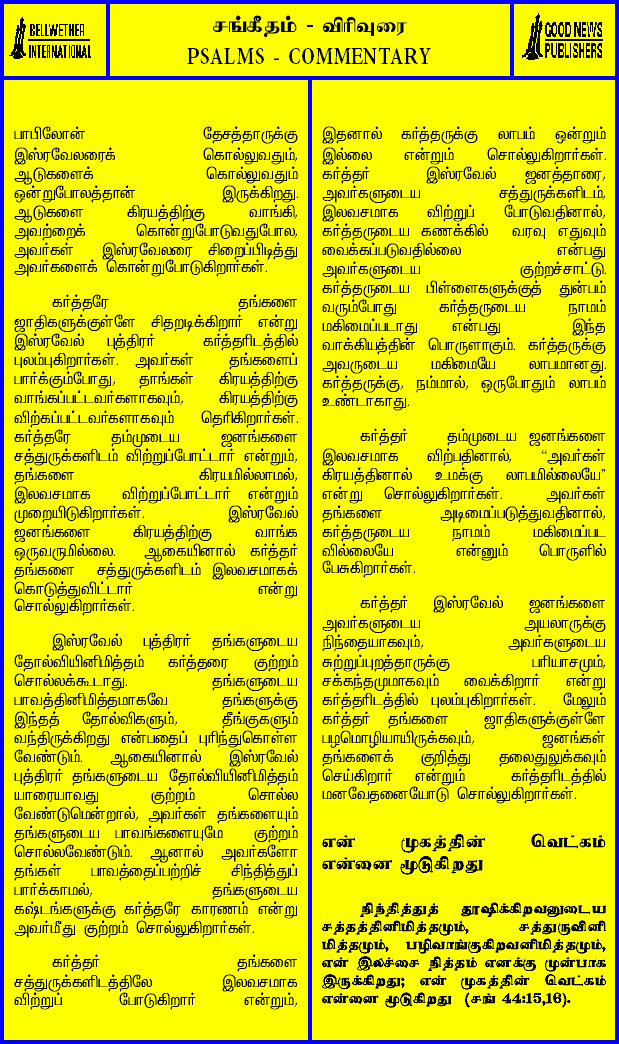 BELLWETHER
INTERNATIONAL
சங்கீதம் - விரிவுரை
PSALMS - COMMENTARY
GOOD NEWS
PUBLISHERS
பாபிலோன் தேசத்தாருக்கு
இஸ்ரவேலரைக் கொல்லுவதும்,
ஆடுகளைக் கொல்லுவதும்
ஒன்றுபோலத்தான் இருக்கிறது.
ஆடுகளை கிரயத்திற்கு வாங்கி,
அவற்றைக் கொன்றுபோடுவதுபோல,
அவர்கள் இஸ்ரவேலரை சிறைப்பிடித்து
அவர்களைக் கொன்றுபோடுகிறார்கள்.
கர்த்தரே தங்களை
ஜாதிகளுக்குள்ளே சிதறடிக்கிறார் என்று
இஸ்ரவேல் புத்திரர் கர்த்தரிடத்தில்
புலம்புகிறார்கள். அவர்கள் தங்களைப்
பார்க்கும்போது, தாங்கள் கிரயத்திற்கு
வாங்கப்பட்டவர்களாகவும், கிரயத்திற்கு
விற்கப்பட்டவர்களாகவும் தெரிகிறார்கள்.
கர்த்தரே தம்முடைய ஜனங்களை
சத்துருக்களிடம் விற்றுப்போட்டார் என்றும்,
தங்களை கிரயமில்லாமல்,
இலவசமாக விற்றுப்போட்டார் என்றும்
முறையிடுகிறார்கள். இஸ்ரவேல்
ஜனங்களை கிரயத்திற்கு வாங்க
ஒருவருமில்லை. ஆகையினால் கர்த்தர்
தங்களை சத்துருக்களிடம் இலவசமாகக்
கொடுத்துவிட்டார் என்று
சொல்லுகிறார்கள்.
இஸ்ரவேல் புத்திரர் தங்களுடைய
தோல்வியினிமித்தம் கர்த்தரை குற்றம்
சொல்லக்கூடாது. தங்களுடைய
பாவத்தினிமித்தமாகவே தங்களுக்கு
இந்தத் தோல்விகளும், தீங்குகளும்
வந்திருக்கிறது என்பதைப் புரிந்துகொள்ள
வேண்டும். ஆகையினால் இஸ்ரவேல்
புத்திரர் தங்களுடைய தோல்வியினிமித்தம்
யாரையாவது குற்றம் சொல்ல
வேண்டுமென்றால், அவர்கள் தங்களையும்
தங்களுடைய பாவங்களையுமே குற்றம்
சொல்லவேண்டும். ஆனால் அவர்களோ
தங்கள் பாவத்தைப்பற்றிச் சிந்தித்துப்
பார்க்காமல், தங்களுடைய
கஷ்டங்களுக்கு கர்த்தரே காரணம் என்று
அவர்மீது குற்றம் சொல்லுகிறார்கள்.
கர்த்தர் தங்களை
சத்துருக்களிடத்திலே இலவசமாக
விற்றுப் போடுகிறார் என்றும்,
இதனால் கர்த்தருக்கு லாபம் ஒன்றும்
இல்லை என்றும் சொல்லுகிறார்கள்.
கர்த்தர் இஸ்ரவேல் ஜனத்தாரை,
அவர்களுடைய சத்துருக்களிடம்,
இலவசமாக விற்றுப் போடுவதினால்,
கர்த்தருடைய கணக்கில் வரவு எதுவும்
வைக்கப்படுவதில்லை என்பது
அவர்களுடைய குற்றச்சாட்டு.
கர்த்தருடைய பிள்ளைகளுக்குத் துன்பம்
வரும்போது கர்த்தருடைய நாமம்
மகிமைப்படாது என்பது இந்த
வாக்கியத்தின் பொருளாகும். கர்த்தருக்கு
அவருடைய மகிமையே லாபமானது.
கர்த்தருக்கு, நம்மால், ஒருபோதும் லாபம்
உண்டாகாது.
கர்த்தர் தம்முடைய ஜனங்களை
இலவசமாக விற்பதினால், “அவர்கள்
கிரயத்தினால் உமக்கு லாபமில்லையே”
என்று சொல்லுகிறார்கள். அவர்கள்
தங்களை அடிமைப்படுத்துவதினால்,
கர்த்தருடைய நாமம் மகிமைப்பட
வில்லையே என்னும் பொருளில்
பேசுகிறார்கள்.
கர்த்தர் இஸ்ரவேல் ஜனங்களை
அவர்களுடைய அயலாருக்கு
நிந்தையாகவும், அவர்களுடைய
சுற்றுப்புறத்தாருக்கு பரியாசமும்,
சக்கந்தமுமாகவும் வைக்கிறார் என்று
கர்த்தரிடத்தில் புலம்புகிறார்கள். மேலும்
கர்த்தர் தங்களை ஜாதிகளுக்குள்ளே
பழமொழியாயிருக்கவும், ஜனங்கள்
தங்களைக் குறித்து தலைதுலுக்கவும்
செய்கிறார் என்றும் கர்த்தரிடத்தில்
மனவேதனையோடு சொல்லுகிறார்கள்.
என் முகத்தின் வெட்கம்
என்னை மூடுகிறது
நிந்தித்துத் தூஷிக்கிறவனுடைய
சத்தத்தினிமித்தமும், சத்துருவினி
மித்தமும், பழிவாங்குகிறவனிமித்தமும்,
என் இலச்சை நித்தம் எனக்கு முன்பாக
இருக்கிறது; என் முகத்தின் வெட்கம்
என்னை மூடுகிறது (சங் 44:15,16).